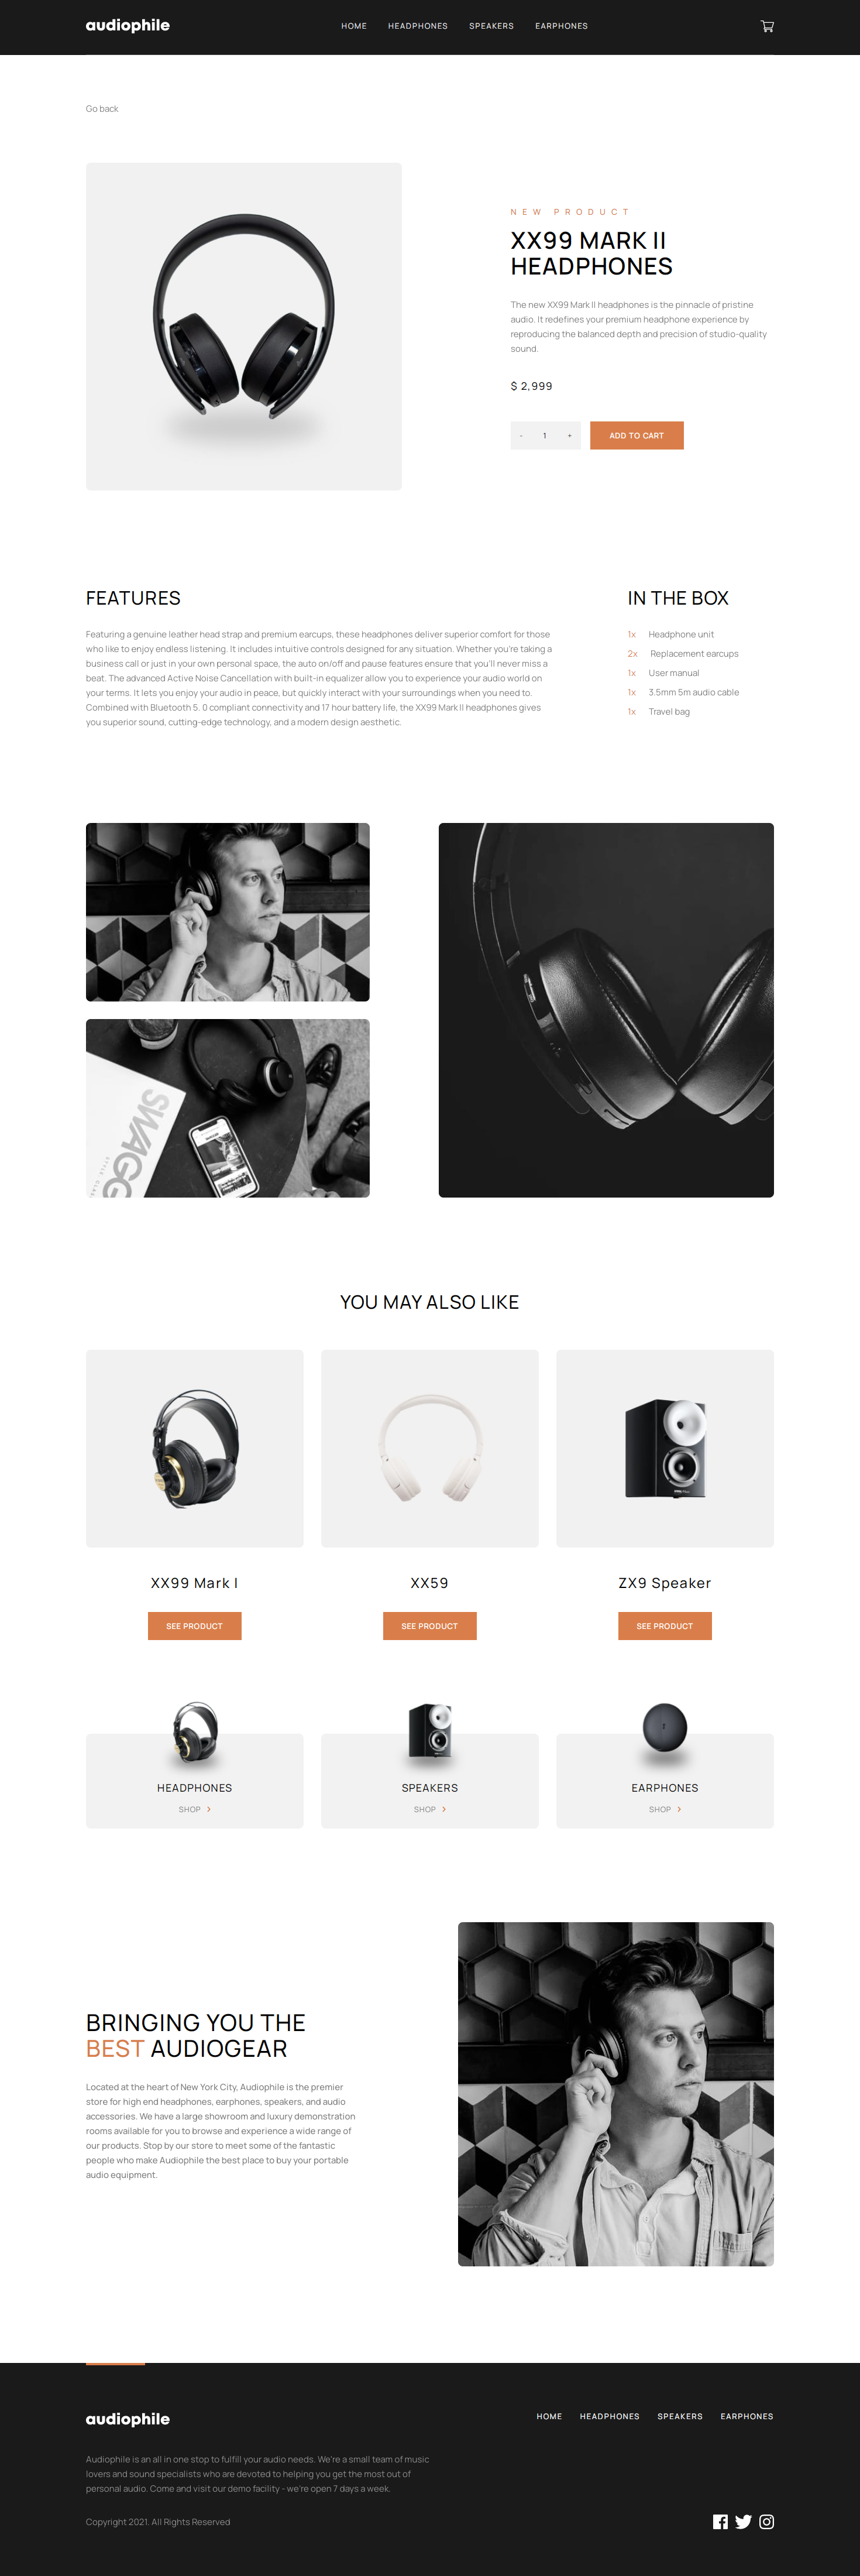 audiophile
HOME HEADPHONES SPEAKERS EARPHONES
Go back
NEW PRODUCT
XX99 MARK II
HEADPHONES
The new XX99 Mark II headphones is the pinnacle of pristine
audio. It redefines your premium headphone experience by
reproducing the balanced depth and precision of studio-quality
sound.
$ 2,999
- 1 + ADD TO CART
FEATURES
Featuring a genuine leather head strap and premium earcups, these headphones deliver superior comfort for those
who like to enjoy endless listening. It includes intuitive controls designed for any situation. Whether you're taking a
business call or just in your own personal space, the auto on/off and pause features ensure that you'll never miss a
beat. The advanced Active Noise Cancellation with built-in equalizer allow you to experience your audio world on
your terms. It lets you enjoy your audio in peace, but quickly interact with your surroundings when you need to.
Combined with Bluetooth 5. 0 compliant connectivity and 17 hour battery life, the XX99 Mark II headphones gives
you superior sound, cutting-edge technology, and a modern design aesthetic.
IN THE BOX
1x Headphone unit
2x Replacement earcups
1x User manual
1x 3.5mm 5m audio cable
1x Travel bag
SWAGG
YOU MAY ALSO LIKE
XX99 Mark I
SEE PRODUCT
XX59
SEE PRODUCT
ZX9 Speaker
SEE PRODUCT
HEADPHONES
SHOP >
SPEAKERS
SHOP >
EARPHONES
SHOP >
BRINGING YOU THE
BEST AUDIOGEAR
Located at the heart of New York City, Audiophile is the premier
store for high end headphones, earphones, speakers, and audio
accessories. We have a large showroom and luxury demonstration
rooms available for you to browse and experience a wide range of
our products. Stop by our store to meet some of the fantastic
people who make Audiophile the best place to buy your portable
audio equipment.
audiophile
HOME HEADPHONES SPEAKERS EARPHONES
Audiophile is an all in one stop to fulfill your audio needs. We're a small team of music
lovers and sound specialists who are devoted to helping you get the most out of
personal audio. Come and visit our demo facility - we're open 7 days a week.
Copyright 2021. All Rights Reserved